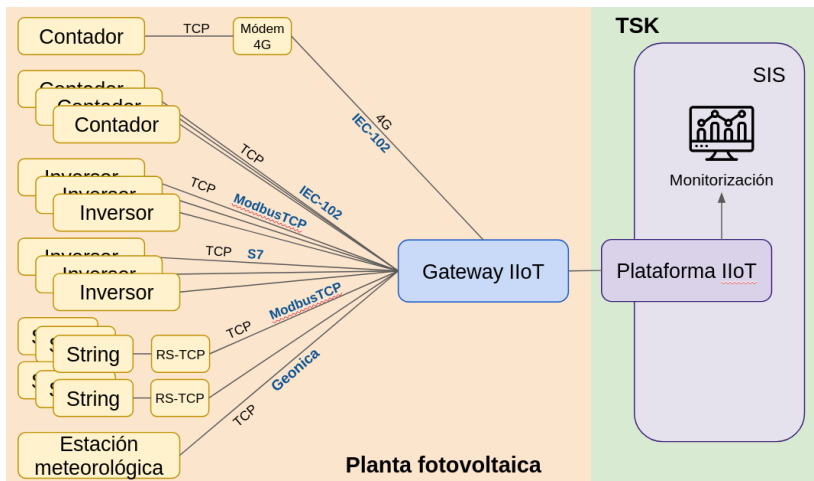 TSK
SIS
Monitorización
Plataforma IIoT
Contador
TCP
Módem
4G
4G
IEC-102
Contador
Contador
Contador
TCP
IEC-102
Inversor
Inversor
Inversor
TCP
ModbusTCP
Inversor
Inversor
Inversor
TCP
S7
Gateway IIoT
String
RS-TCP
TCP
ModbusTCP
String
RS-TCP
Estación
meteorológica
TCP
Geonica
Planta fotovoltaica